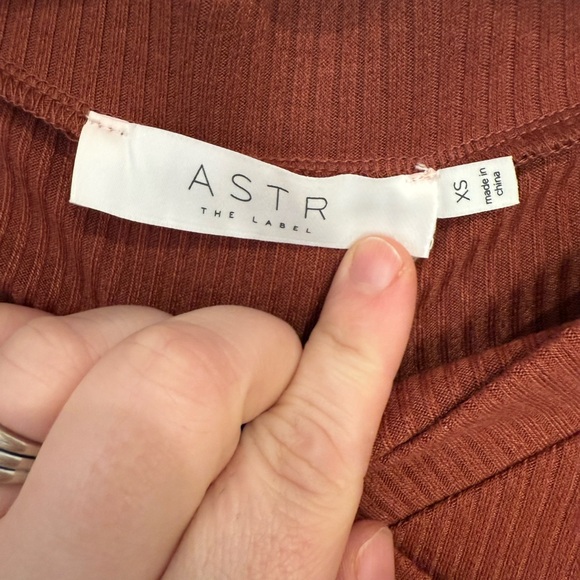 ASTR
THE LABEL
XS
made in
china